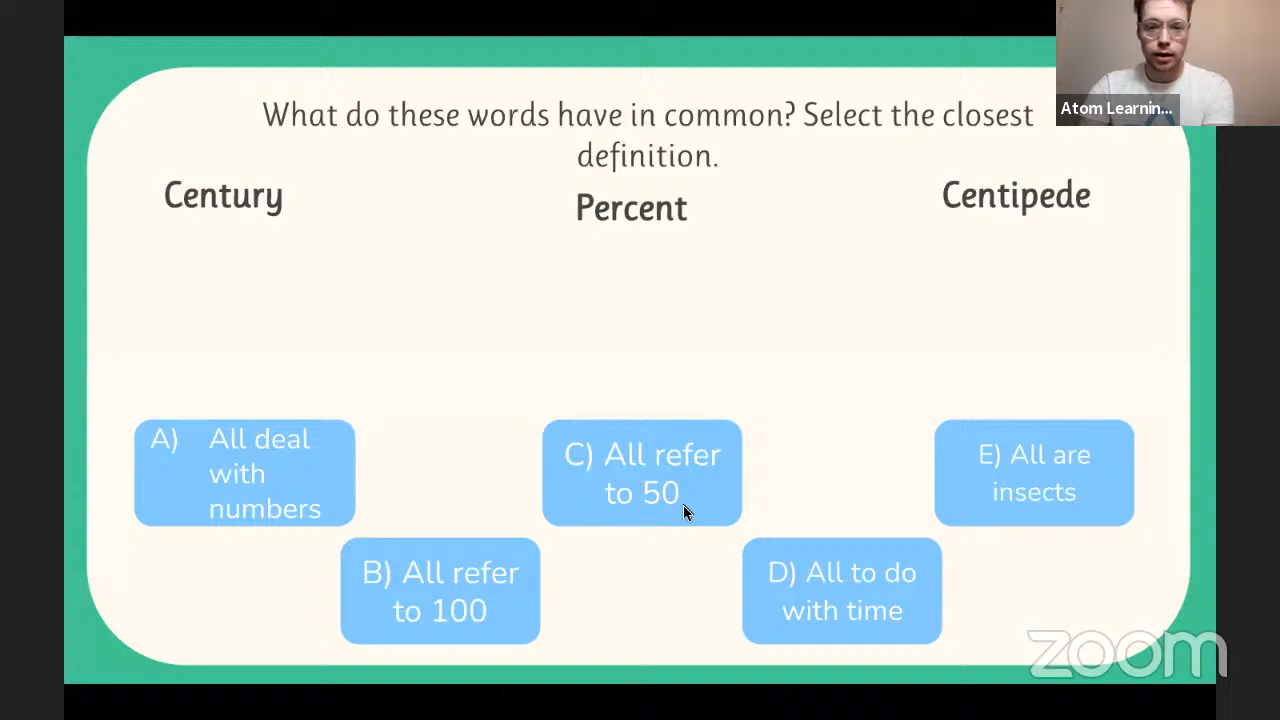 What do these words have in common? Select the closest
definition.
Century
Percent
Centipede
A) All deal
with
numbers
C) All refer
to 50
E) All are
insects
B) All refer
to 100
D) All to do
with time
Atom Learnin...
zoom